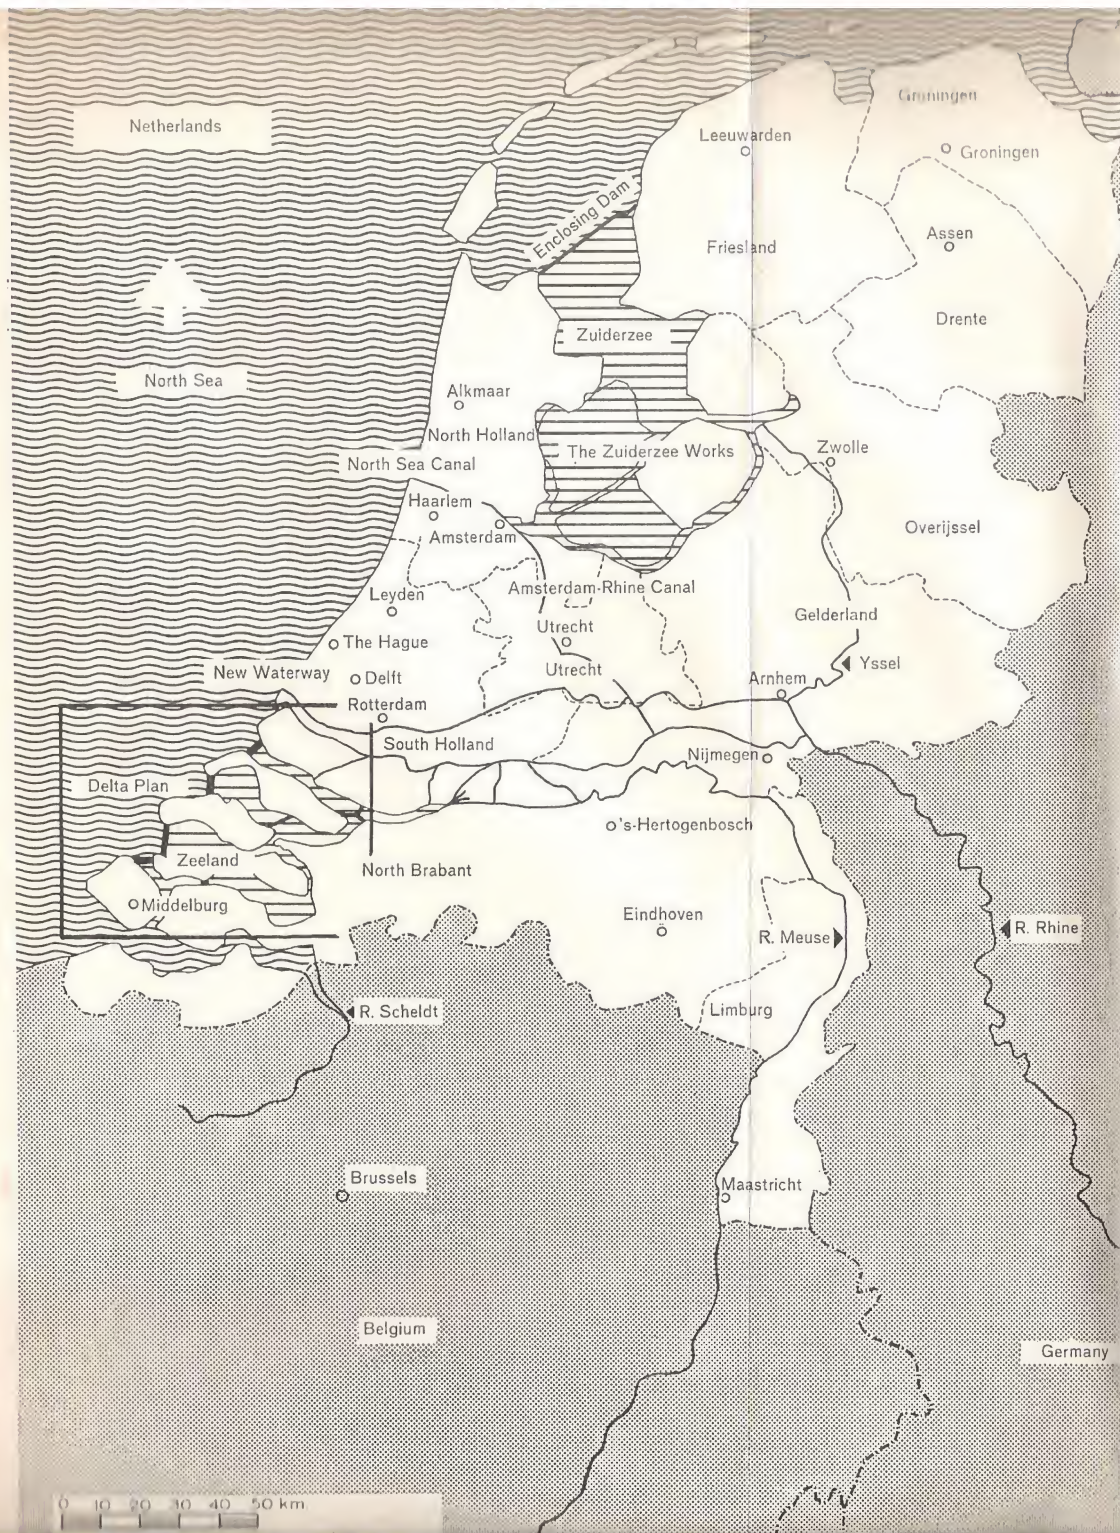 Netherlands
Groningen
Leeuwarden
Groningen
Enclosing Dam
Friesland
Assen
Drente
Zuiderzee
North Sea
Alkmaar
North Holland
The Zuiderzee Works
Zwolle
North Sea Canal
Haarlem
Amsterdam
Overijssel
Amsterdam-Rhine Canal
Leyden
Gelderland
Utrecht
The Hague
Yssel
New Waterway
Delft
Utrecht
Arnhem
Rotterdam
South Holland
Nijmegen
Delta Plan
's-Hertogenbosch
Zeeland
North Brabant
Middelburg
Eindhoven
R. Meuse
R. Rhine
R. Scheldt
Limburg
Brussels
Maastricht
Belgium
Germany
0 10 20 30 40 50 km.